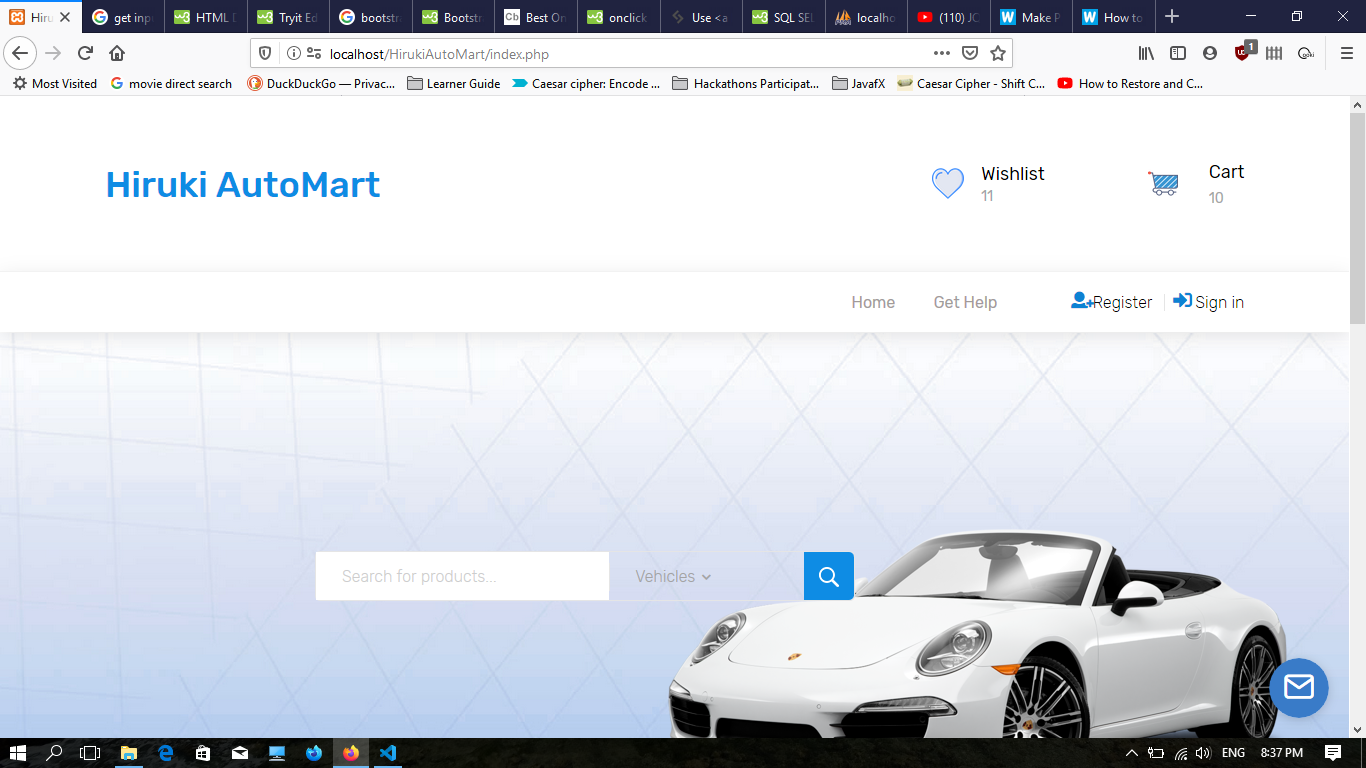 Hiru
get inp
HTML D
Tryit Ed
bootstr
Bootstr
Best On
onclick
Use <a
SQL SEL
localho
(110) JC
Make P
How to
localhost/HirukiAutoMart/index.php
1
Most Visited
movie direct search
DuckDuckGo — Privac...
Learner Guide
Caesar cipher: Encode ...
Hackathons Participat...
JavafX
Caesar Cipher - Shift C...
How to Restore and C...
Hiruki AutoMart
Wishlist
11
Cart
10
Home
Get Help
Register
Sign in
Search for products...
Vehicles
ENG
8:37 PM